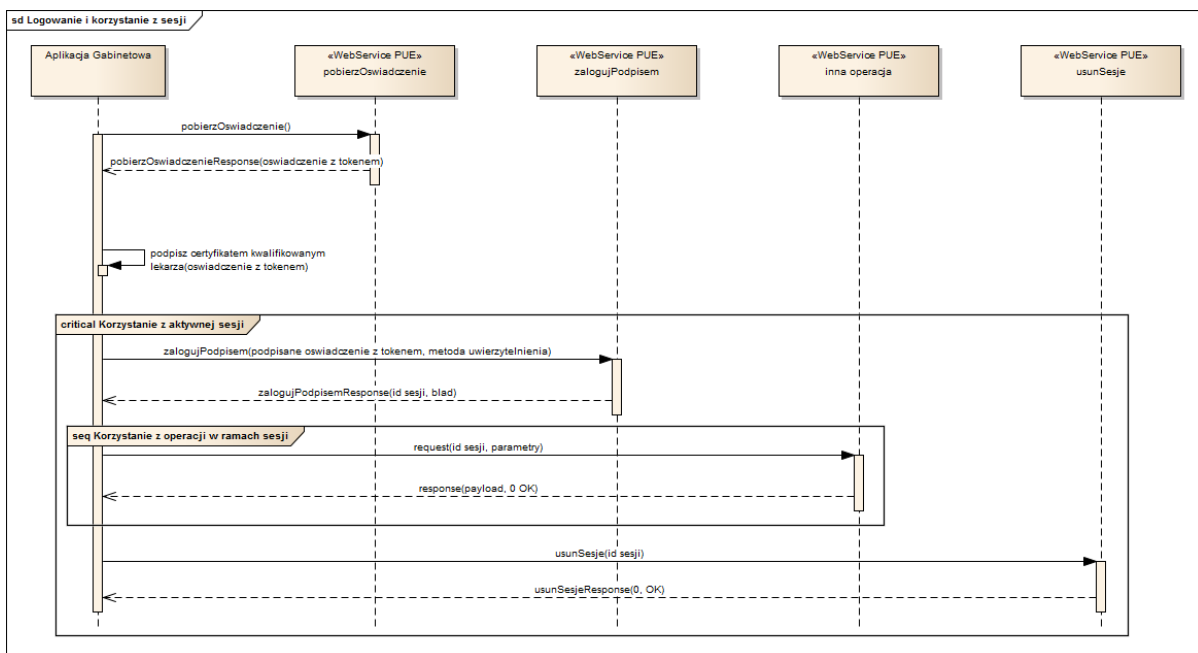 sd Logowanie i korzystanie z sesji
Aplikacja Gabinetowa
«WebService PUE»
pobierzOswiadczenie
«WebService PUE»
zalogujPodpisem
«WebService PUE»
inna operacja
«WebService PUE»
usunSesje
pobierzOswiadczenie()
pobierzOswiadczenieResponse(oswiadczenie z tokenem)
podpisz certyfikatem kwalifikowanym
lekarza(oswiadczenie z tokenem)
critical Korzystanie z aktywnej sesji
zalogujPodpisem(podpisane oswiadczenie z tokenem, metoda uwierzytelnienia)
zalogujPodpisemResponse(id sesji, blad)
seq Korzystanie z operacji w ramach sesji
request(id sesji, parametry)
response(payload, 0 OK)
usunSesje(id sesji)
usunSesjeResponse(0, OK)